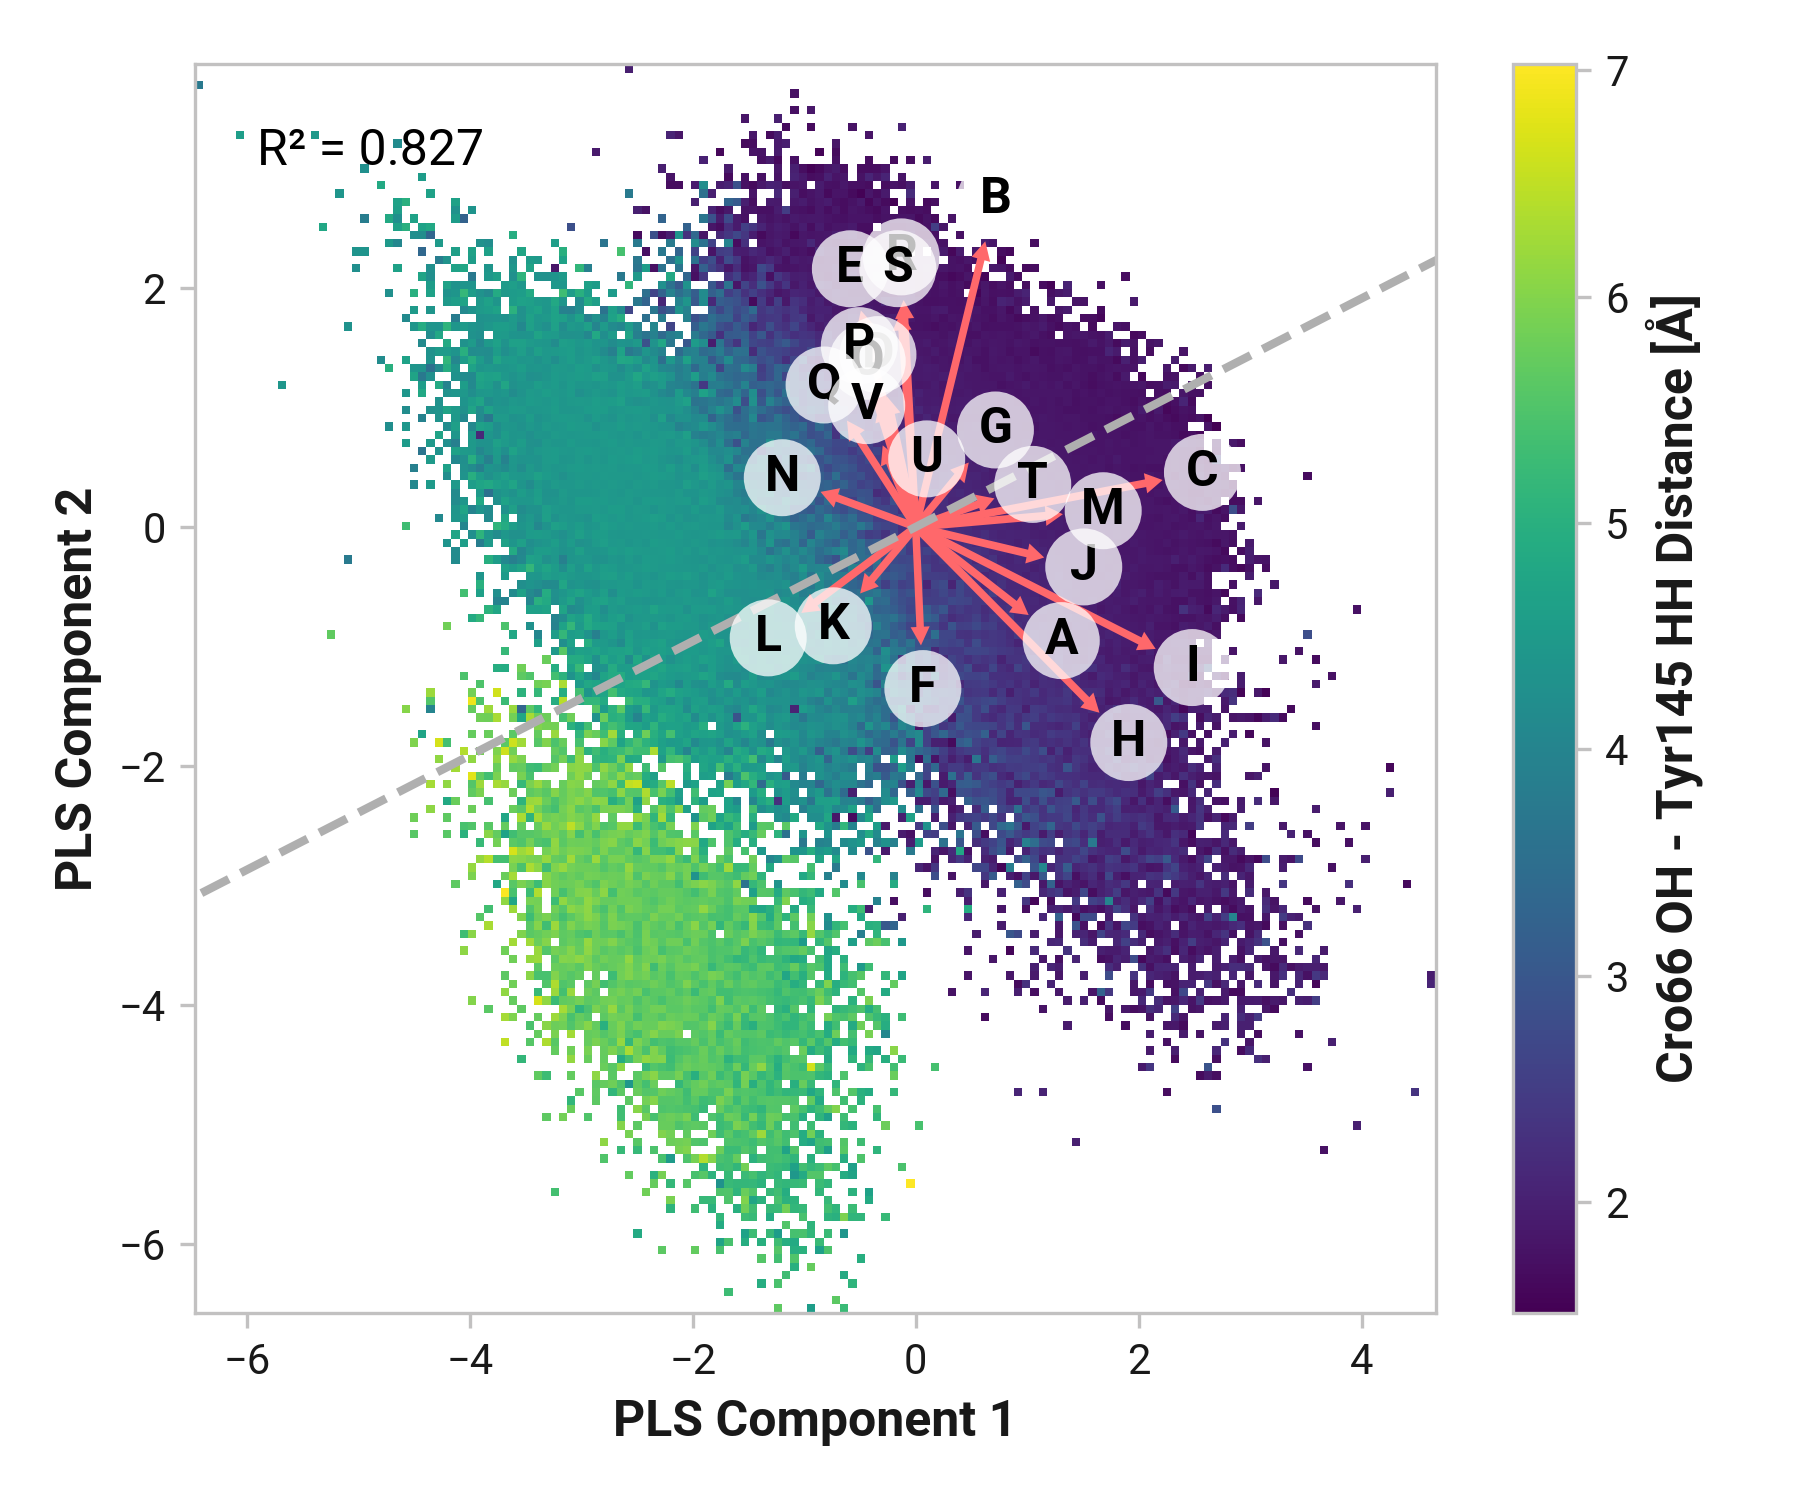 R² = 0.827
B
E
S
R
P
O
Q
V
G
U
T
C
N
M
J
K
L
A
I
F
H
2
0
−2
−4
−6
−6
−4
−2
0
2
4
PLS Component 1
PLS Component 2
7
6
5
4
3
2
Cro66 OH - Tyr145 HH Distance [Å]